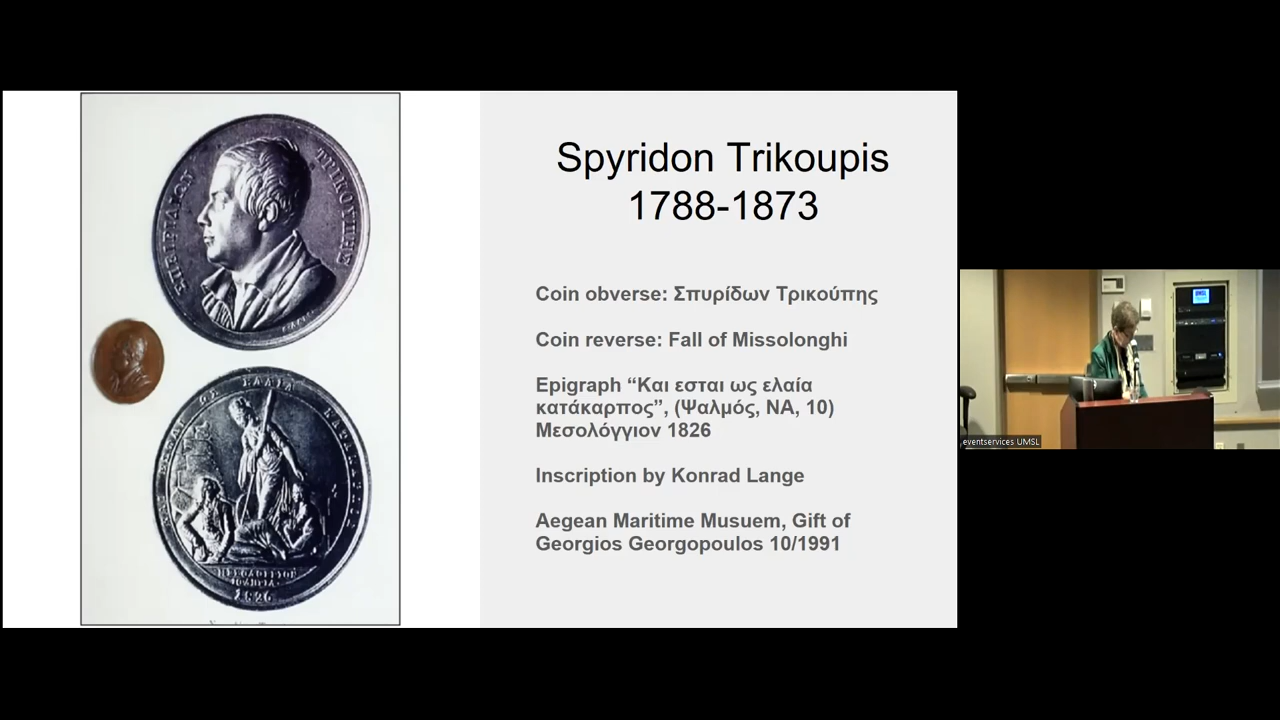 Spyridon Trikoupis
1788-1873
Coin obverse: Σπυρίδων Τρικούπης
Coin reverse: Fall of Missolonghi
Epigraph “Και εσται ως ελαία
κατάκαρπος”, (Ψαλμός, ΝΑ, 10)
Μεσολόγγιον 1826
Inscription by Konrad Lange
Aegean Maritime Musuem, Gift of
Georgios Georgopoulos 10/1991
ΣΠΥΡΙΔΩΝ ΤΡΙΚΟΥΠΗΣ
1826
eventservices UMSL